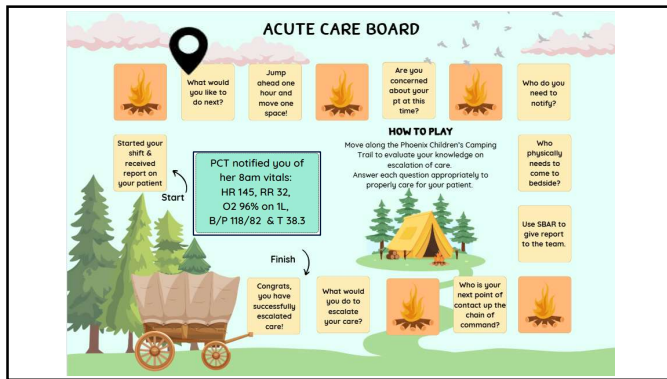 ACUTE CARE BOARD
What would
you like to
do next?
Jump
ahead one
hour and
move one
space!
Are you
concerned
about your
pt at this
time?
Who do you
need to
notify?
Started your
shift &
received
report on
your patient
Start
PCT notified you of
her 8am vitals:
HR 145, RR 32,
O2 96% on 1L,
B/P 118/82 & T 38.3
HOW TO PLAY
Move along the Phoenix Children's Camping
Trail to evaluate your knowledge on
escalation of care.
Answer each question appropriately to
properly care for your patient.
Who
physically
needs to
come to
bedside?
Use SBAR to
give report
to the team.
Finish
Congrats,
you have
successfully
escalated
care!
What would
you do to
escalate
your care?
Who is your
next point of
contact up the
chain of
command?